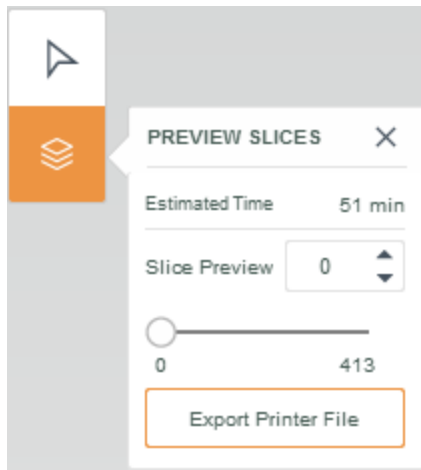 PREVIEW SLICES
Estimated Time 51 min
Slice Preview 0
0 413
Export Printer File